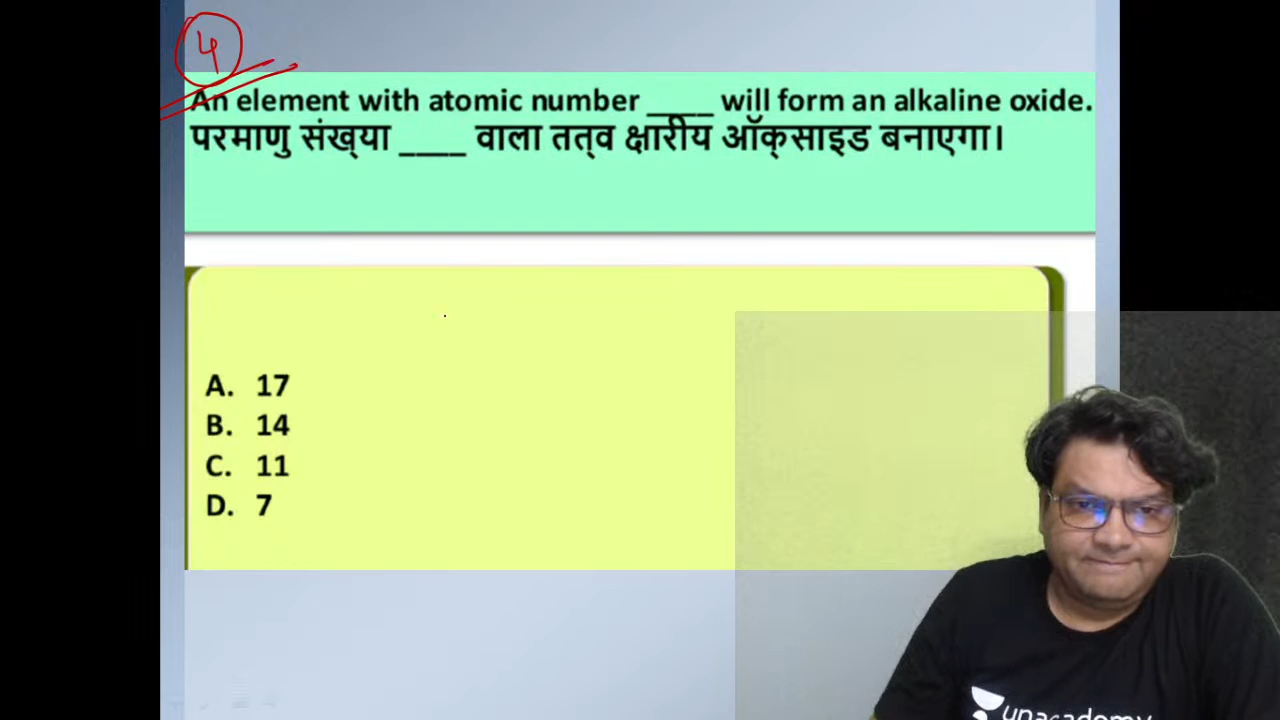 4
An element with atomic number ____ will form an alkaline oxide.
परमाणु संख्या ____ वाला तत्व क्षारीय ऑक्साइड बनाएगा।
A. 17
B. 14
C. 11
D. 7
unacademy